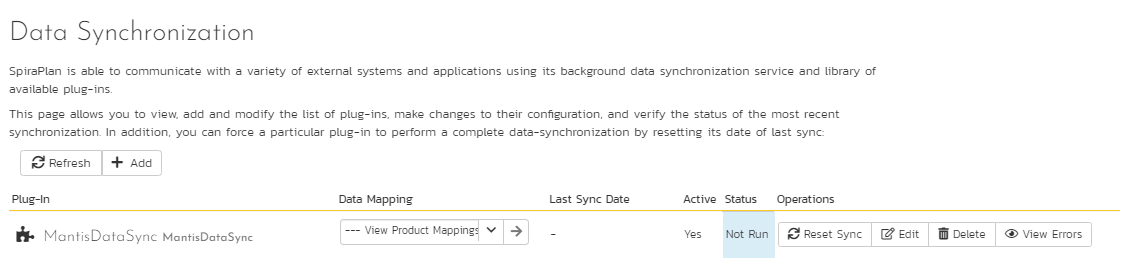 Data Synchronization
SpiraPlan is able to communicate with a variety of external systems and applications using its background data synchronization service and library of
available plug-ins.
This page allows you to view, add and modify the list of plug-ins, make changes to their configuration, and verify the status of the most recent
synchronization. In addition, you can force a particular plug-in to perform a complete data-synchronization by resetting its date of last sync:
Refresh Add
Plug-In Data Mapping Last Sync Date Active Status Operations
MantisDataSync MantisDataSync --- View Product Mappings - Yes Not Run Reset Sync Edit Delete View Errors